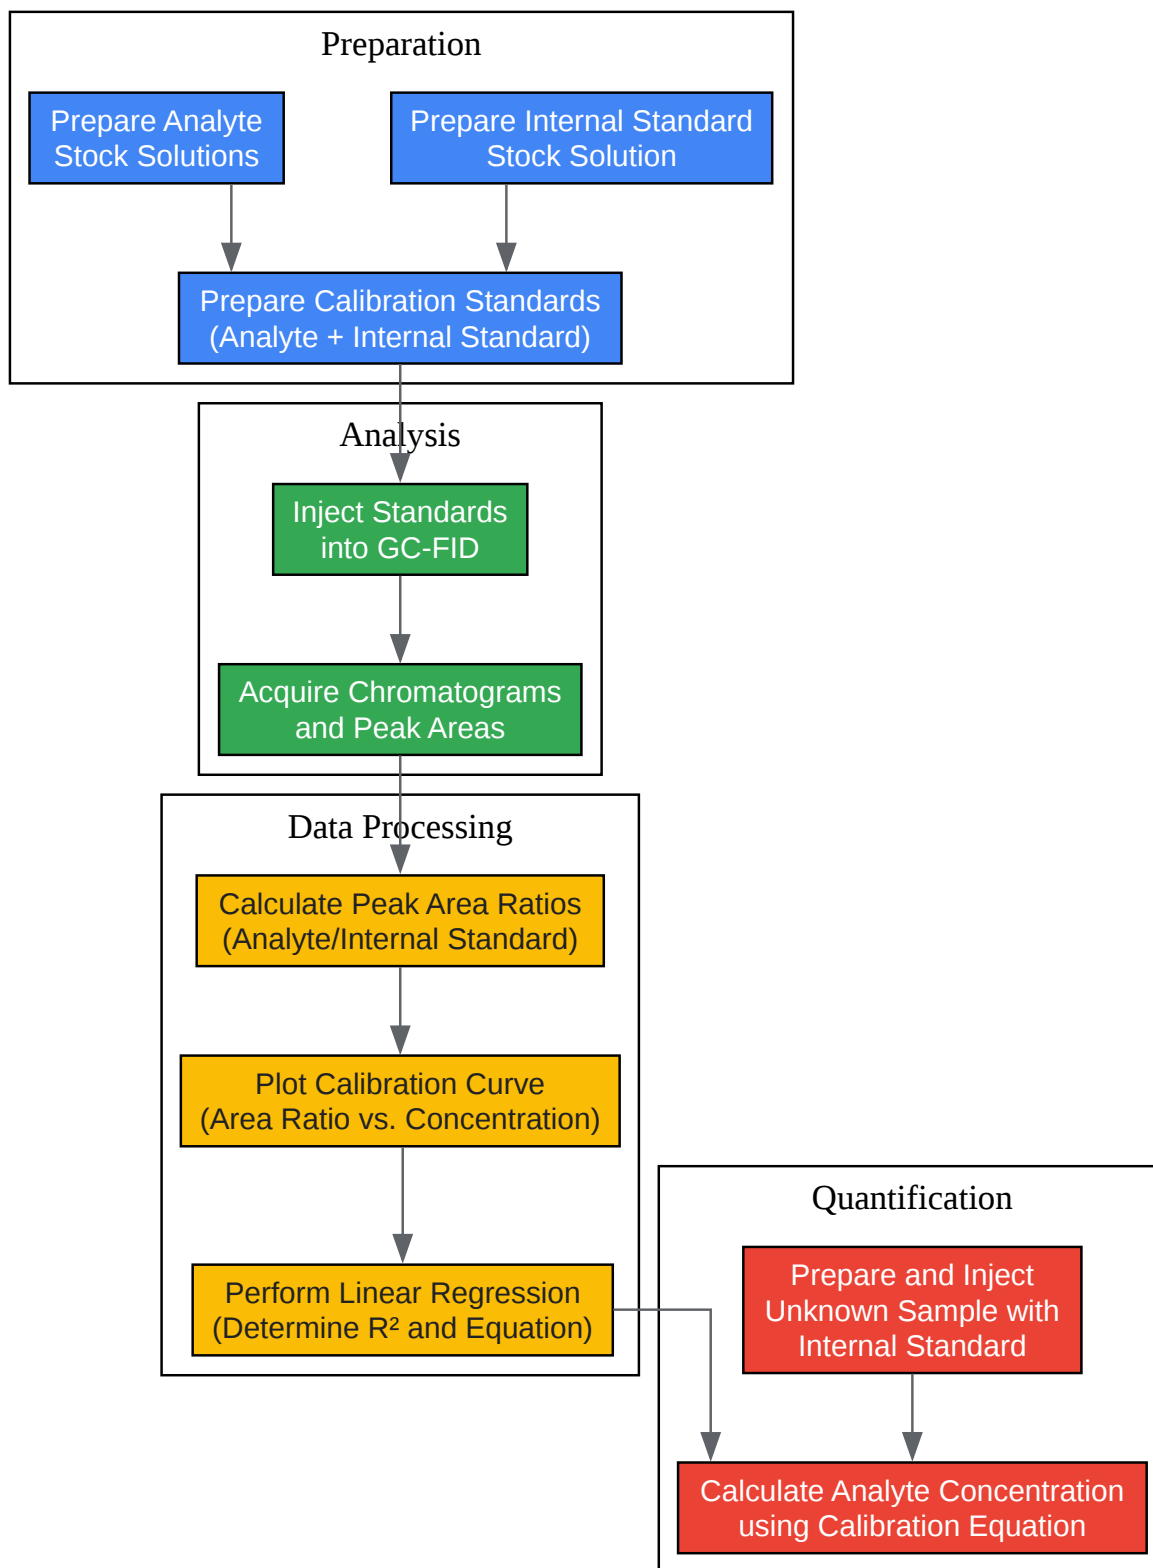 Preparation
Prepare Analyte
Stock Solutions
Prepare Internal Standard
Stock Solution
Prepare Calibration Standards
(Analyte + Internal Standard)
Analysis
Inject Standards
into GC-FID
Acquire Chromatograms
and Peak Areas
Data Processing
Calculate Peak Area Ratios
(Analyte/Internal Standard)
Plot Calibration Curve
(Area Ratio vs. Concentration)
Perform Linear Regression
(Determine R² and Equation)
Quantification
Prepare and Inject
Unknown Sample with
Internal Standard
Calculate Analyte Concentration
using Calibration Equation